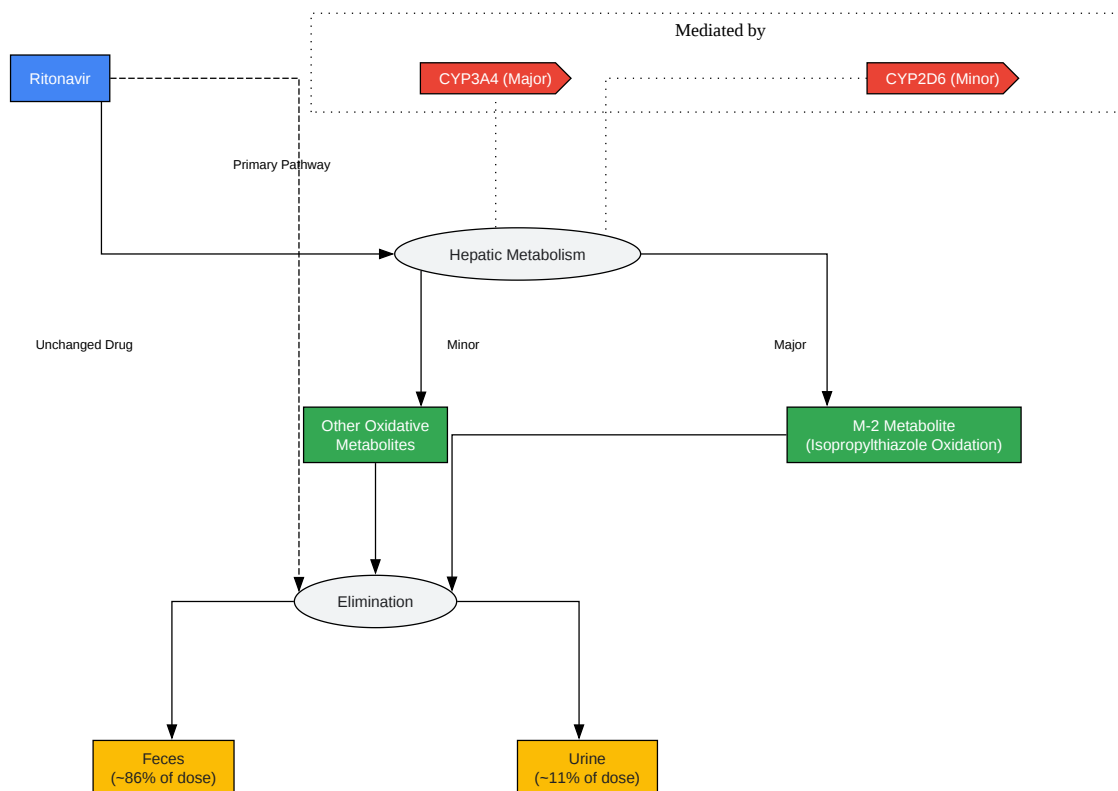 Mediated by
Ritonavir
CYP3A4 (Major)
CYP2D6 (Minor)
Primary Pathway
Hepatic Metabolism
Unchanged Drug
Minor
Major
Other Oxidative
Metabolites
M-2 Metabolite
(Isopropylthiazole Oxidation)
Elimination
Feces
(~86% of dose)
Urine
(~11% of dose)